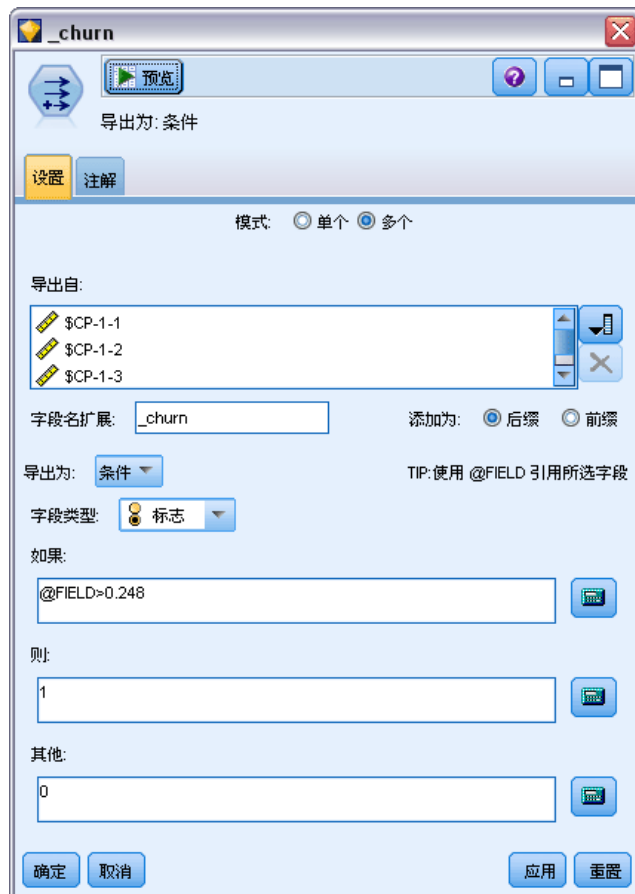 _churn
预览
导出为: 条件
设置 注解
模式: 单个 多个
导出自:
$CP-1-1
$CP-1-2
$CP-1-3
字段名扩展: _churn 添加为: 后缀 前缀
导出为: 条件 TIP:使用 @FIELD 引用所选字段
字段类型: 标志
如果:
@FIELD>0.248
则:
1
其他:
0
确定 取消 应用 重置